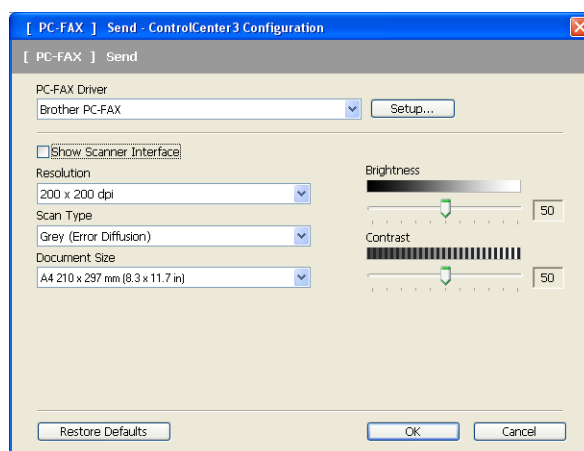 [ PC-FAX ] Send - ControlCenter3 Configuration
[ PC-FAX ] Send
PC-FAX Driver
Brother PC-FAX
Setup...
Show Scanner Interface
Resolution
200 x 200 dpi
Scan Type
Grey (Error Diffusion)
Document Size
A4 210 x 297 mm (8.3 x 11.7 in)
Brightness
50
Contrast
50
Restore Defaults
OK
Cancel